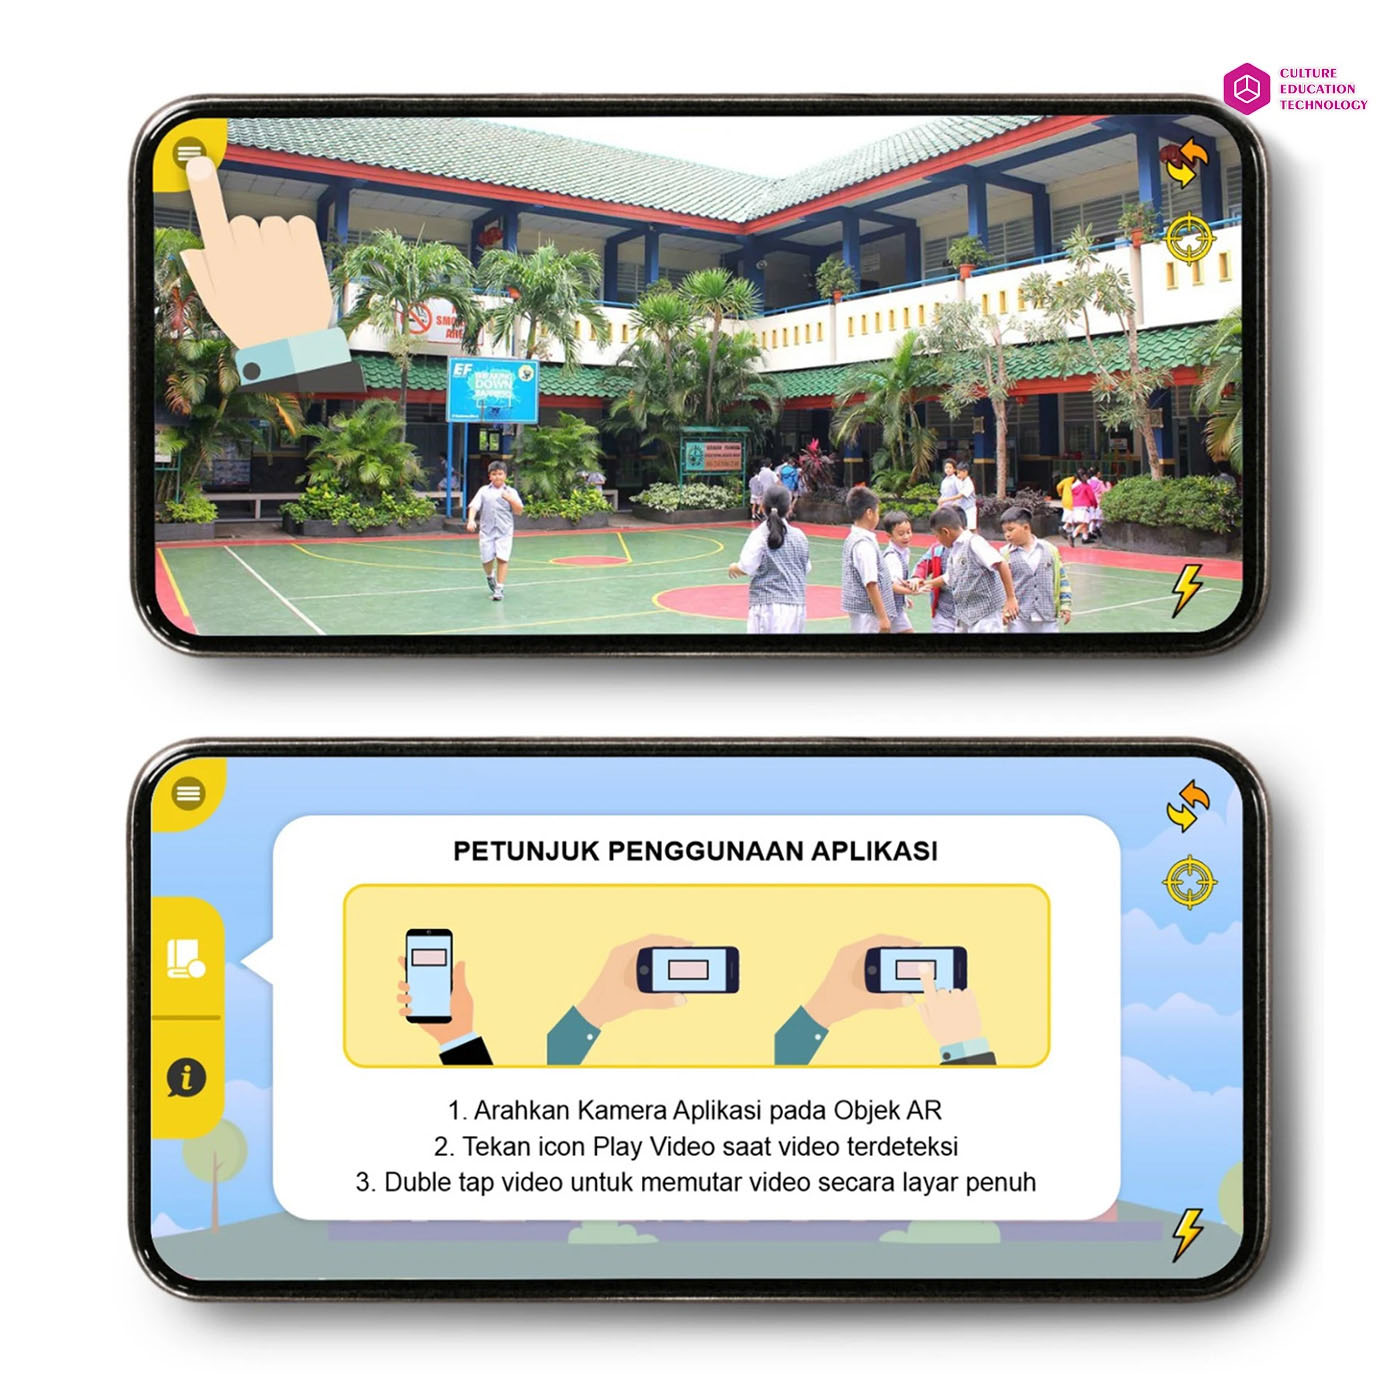 CULTURE
EDUCATION
TECHNOLOGY
EF
DOWN
PETUNJUK PENGGUNAAN APLIKASI
1. Arahkan Kamera Aplikasi pada Objek AR
2. Tekan icon Play Video saat video terdeteksi
3. Duble tap video untuk memutar video secara layar penuh